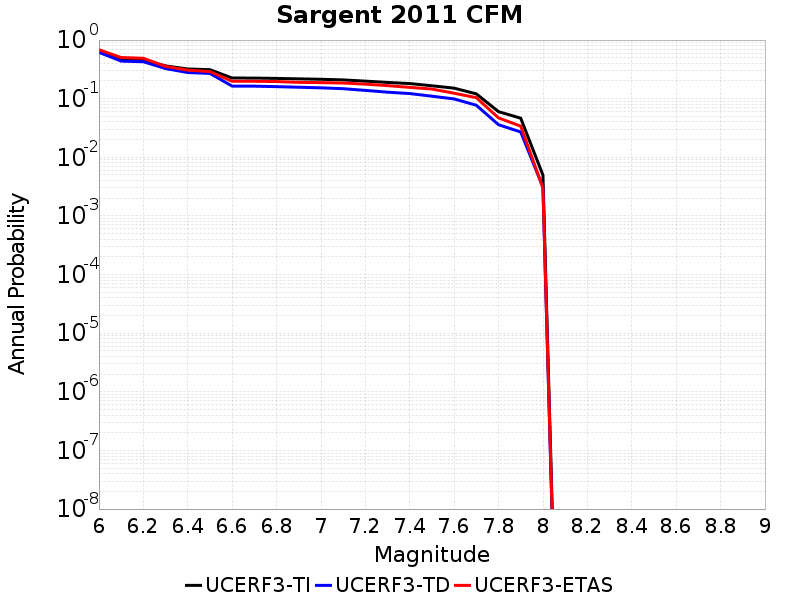 Sargent 2011 CFM
10^0
10^-1
10^-2
10^-3
10^-4
10^-5
10^-6
10^-7
10^-8
Annual Probability
6 6.2 6.4 6.6 6.8 7 7.2 7.4 7.6 7.8 8 8.2 8.4 8.6 8.8 9
Magnitude
UCERF3-TI UCERF3-TD UCERF3-ETAS